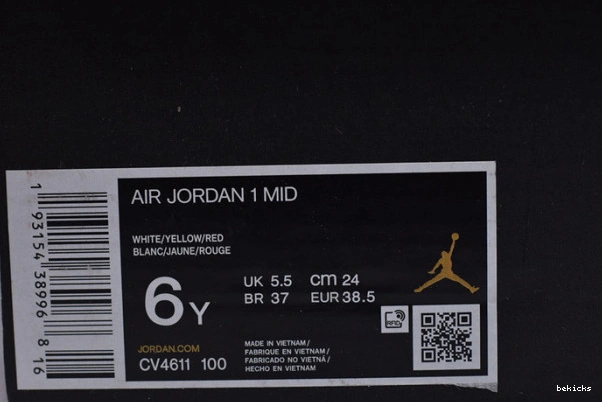 AIR JORDAN 1 MID
WHITE/YELLOW/RED
BLANC/JAUNE/ROUGE
6Y
UK 5.5 cm 24
BR 37 EUR 38.5
RFID
JORDAN.COM
CV4611 100
MADE IN VIETNAM/
FABRIQUE EN VIETNAM/
FABRICADO NO VIETNÁ/
HECHO EN VIETNAM
1 93154 38996 8 16
bekicks